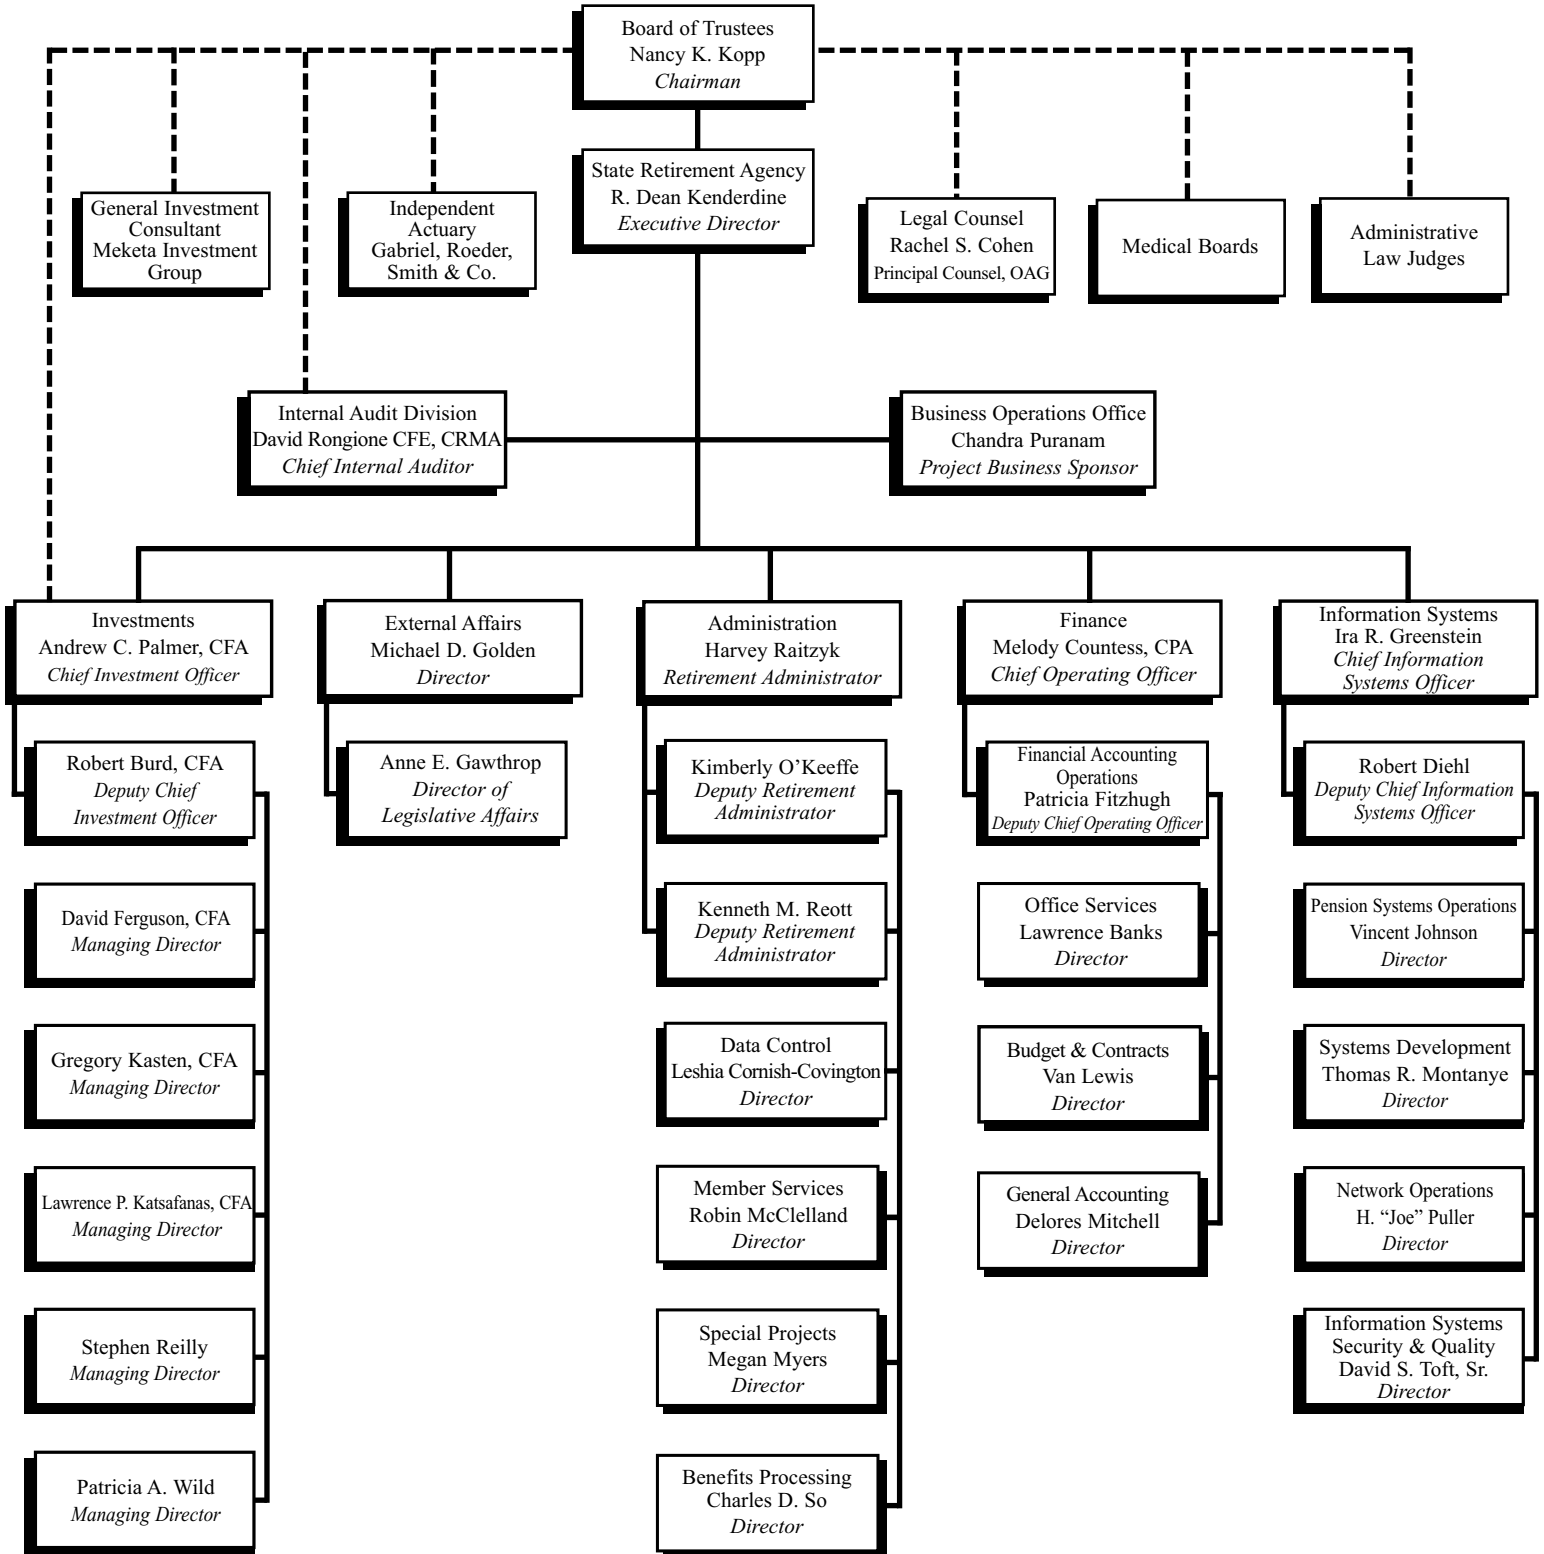 Board of Trustees
Nancy K. Kopp
Chairman
State Retirement Agency
R. Dean Kenderdine
Executive Director
General Investment
Consultant
Meketa Investment
Group
Independent
Actuary
Gabriel, Roeder,
Smith & Co.
Legal Counsel
Rachel S. Cohen
Principal Counsel, OAG
Medical Boards
Administrative
Law Judges
Internal Audit Division
David Rongione CFE, CRMA
Chief Internal Auditor
Business Operations Office
Chandra Puranam
Project Business Sponsor
Investments
Andrew C. Palmer, CFA
Chief Investment Officer
External Affairs
Michael D. Golden
Director
Administration
Harvey Raitzyk
Retirement Administrator
Finance
Melody Countess, CPA
Chief Operating Officer
Information Systems
Ira R. Greenstein
Chief Information
Systems Officer
Robert Burd, CFA
Deputy Chief
Investment Officer
David Ferguson, CFA
Managing Director
Gregory Kasten, CFA
Managing Director
Lawrence P. Katsafanas, CFA
Managing Director
Stephen Reilly
Managing Director
Patricia A. Wild
Managing Director
Anne E. Gawthrop
Director of
Legislative Affairs
Kimberly O’Keeffe
Deputy Retirement
Administrator
Kenneth M. Reott
Deputy Retirement
Administrator
Data Control
Leshia Cornish-Covington
Director
Member Services
Robin McClelland
Director
Special Projects
Megan Myers
Director
Benefits Processing
Charles D. So
Director
Financial Accounting
Operations
Patricia Fitzhugh
Deputy Chief Operating Officer
Office Services
Lawrence Banks
Director
Budget & Contracts
Van Lewis
Director
General Accounting
Delores Mitchell
Director
Robert Diehl
Deputy Chief Information
Systems Officer
Pension Systems Operations
Vincent Johnson
Director
Systems Development
Thomas R. Montanye
Director
Network Operations
H. “Joe” Puller
Director
Information Systems
Security & Quality
David S. Toft, Sr.
Director